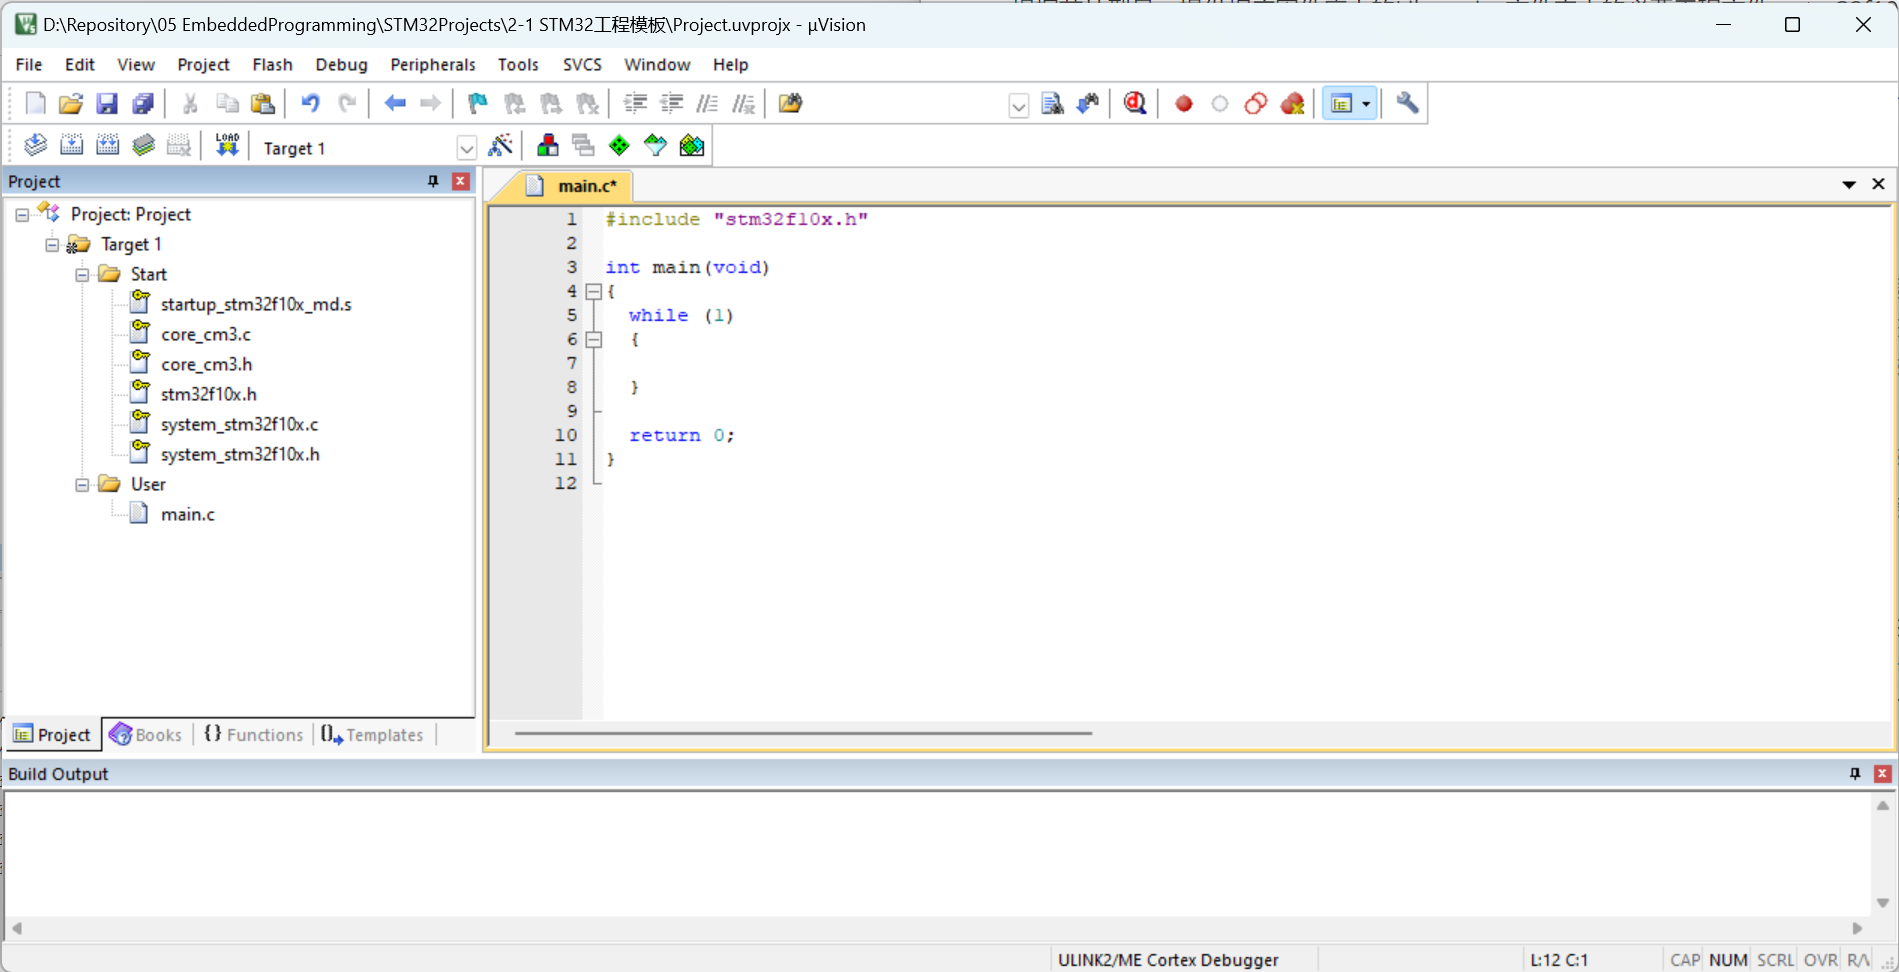 D:\Repository\05 EmbeddedProgramming\STM32Projects\2-1 STM32工程模板\Project.uvprojx - µVision
File Edit View Project Flash Debug Peripherals Tools SVCS Window Help
LOAD Target 1
Project
main.c*
Project: Project
Target 1
Start
startup_stm32f10x_md.s
core_cm3.c
core_cm3.h
stm32f10x.h
system_stm32f10x.c
system_stm32f10x.h
User
main.c
1 #include "stm32f10x.h"
2
3 int main(void)
4 {
5 while (1)
6 {
7
8 }
9
10 return 0;
11 }
12
Project Books {} Functions Templates
Build Output
ULINK2/ME Cortex Debugger L:12 C:1 CAP NUM SCRL OVR